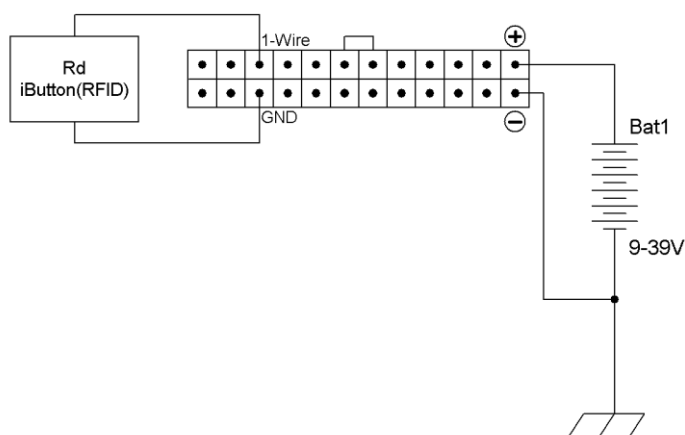 1-Wire
Rd
iButton(RFID)
GND
Bat1
9-39V